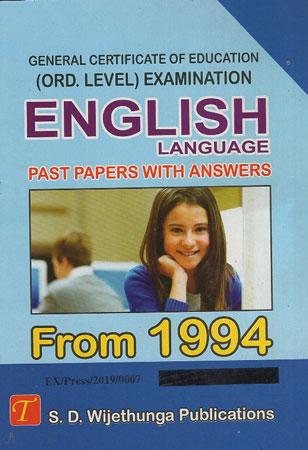 GENERAL CERTIFICATE OF EDUCATION
(ORD. LEVEL) EXAMINATION
ENGLISH
LANGUAGE
PAST PAPERS WITH ANSWERS
From 1994
EX/Press/2019/0007
T
S. D. Wijethunga Publications